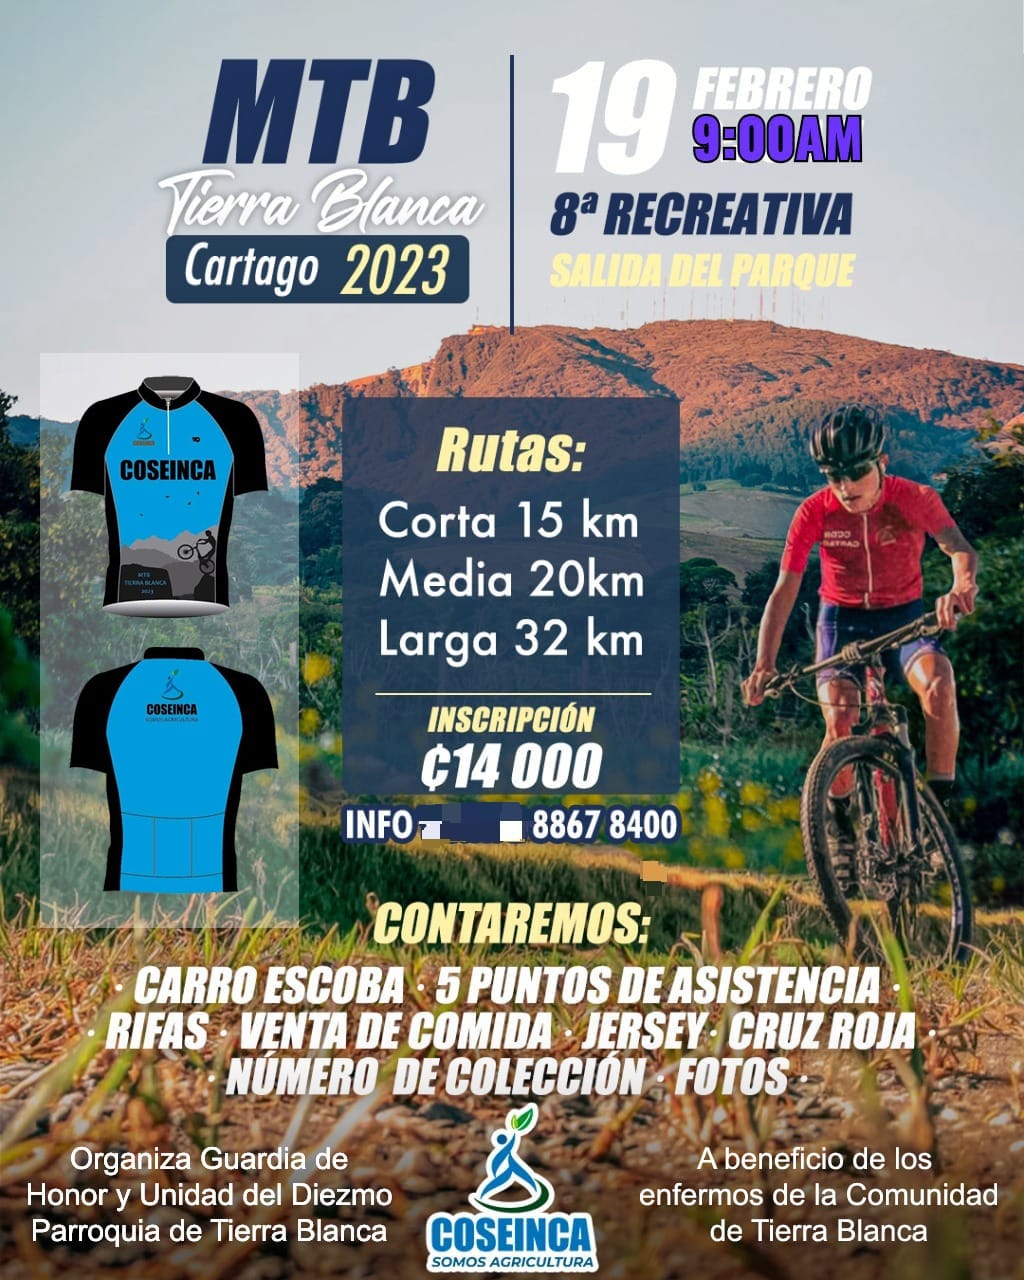 MTB
Tierra Blanca
Cartago 2023
19 FEBRERO
9:00AM
8ª RECREATIVA
SALIDA DEL PARQUE
COSEINCA
COSEINCA
MTB
TIERRA BLANCA
2023
COSEINCA
SOMOS AGRICULTURA
Rutas:
Corta 15 km
Media 20km
Larga 32 km
INSCRIPCIÓN
₵14 000
INFO 8867 8400
CONTAREMOS:
· CARRO ESCOBA · 5 PUNTOS DE ASISTENCIA ·
· RIFAS · VENTA DE COMIDA · JERSEY · CRUZ ROJA ·
· NÚMERO DE COLECCIÓN · FOTOS ·
Organiza Guardia de
Honor y Unidad del Diezmo
Parroquia de Tierra Blanca
COSEINCA
SOMOS AGRICULTURA
A beneficio de los
enfermos de la Comunidad
de Tierra Blanca